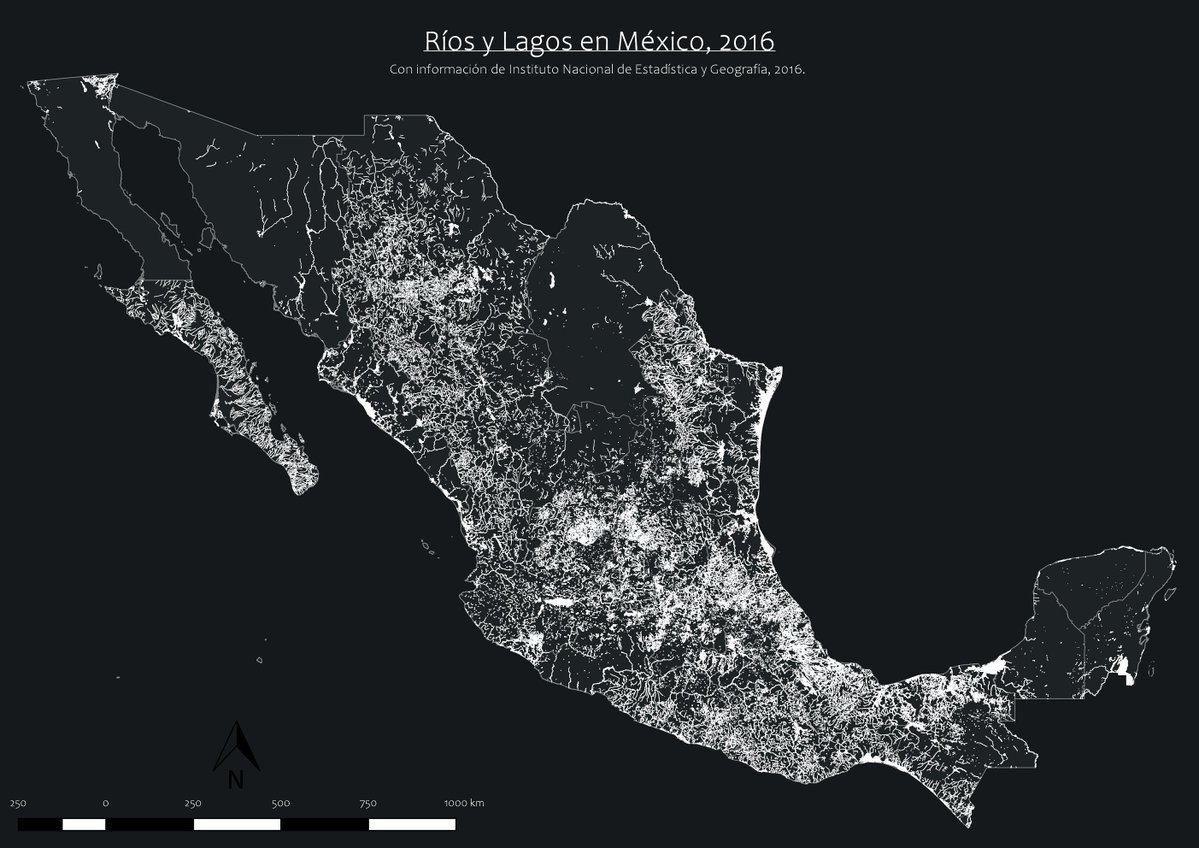 Ríos y Lagos en México, 2016
Con información de Instituto Nacional de Estadística y Geografía, 2016.
N
250 0 250 500 750 1000 km